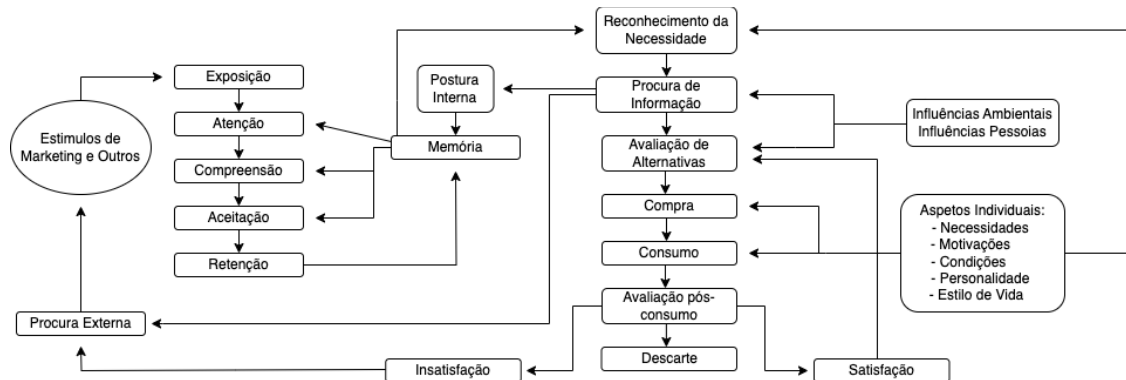 Reconhecimento da
Necessidade
Exposição
Postura
Interna
Procura de
Informação
Influências Ambientais
Influências Pessoias
Atenção
Estimulos de
Marketing e Outros
Memória
Avaliação de
Alternativas
Compreensão
Aceitação
Compra
Aspetos Individuais:
- Necessidades
- Motivações
- Condições
- Personalidade
- Estilo de Vida
Retenção
Consumo
Avaliação pós-
consumo
Procura Externa
Descarte
Insatisfação
Satisfação